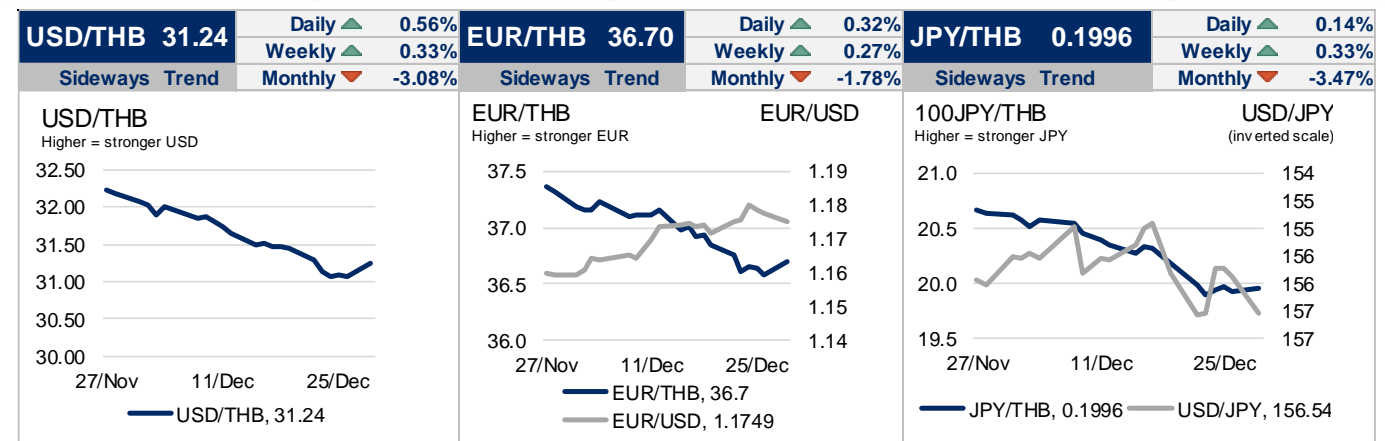 USD/THB 31.24
Daily 0.56%
Weekly 0.33%
Sideways Trend
Monthly -3.08%
USD/THB
Higher = stronger USD
32.50
32.00
31.50
31.00
30.50
30.00
27/Nov 11/Dec 25/Dec
USD/THB, 31.24
EUR/THB 36.70
Daily 0.32%
Weekly 0.27%
Sideways Trend
Monthly -1.78%
EUR/THB EUR/USD
Higher = stronger EUR
37.5 1.19
1.18
37.0 1.17
36.5 1.16
1.15
36.0 1.14
27/Nov 11/Dec 25/Dec
EUR/THB, 36.7
EUR/USD, 1.1749
JPY/THB 0.1996
Daily 0.14%
Weekly 0.33%
Sideways Trend
Monthly -3.47%
100JPY/THB USD/JPY
Higher = stronger JPY (inverted scale)
21.0 154
155
20.5 155
156
20.0 156
157
19.5 157
27/Nov 11/Dec 25/Dec
JPY/THB, 0.1996 USD/JPY, 156.54